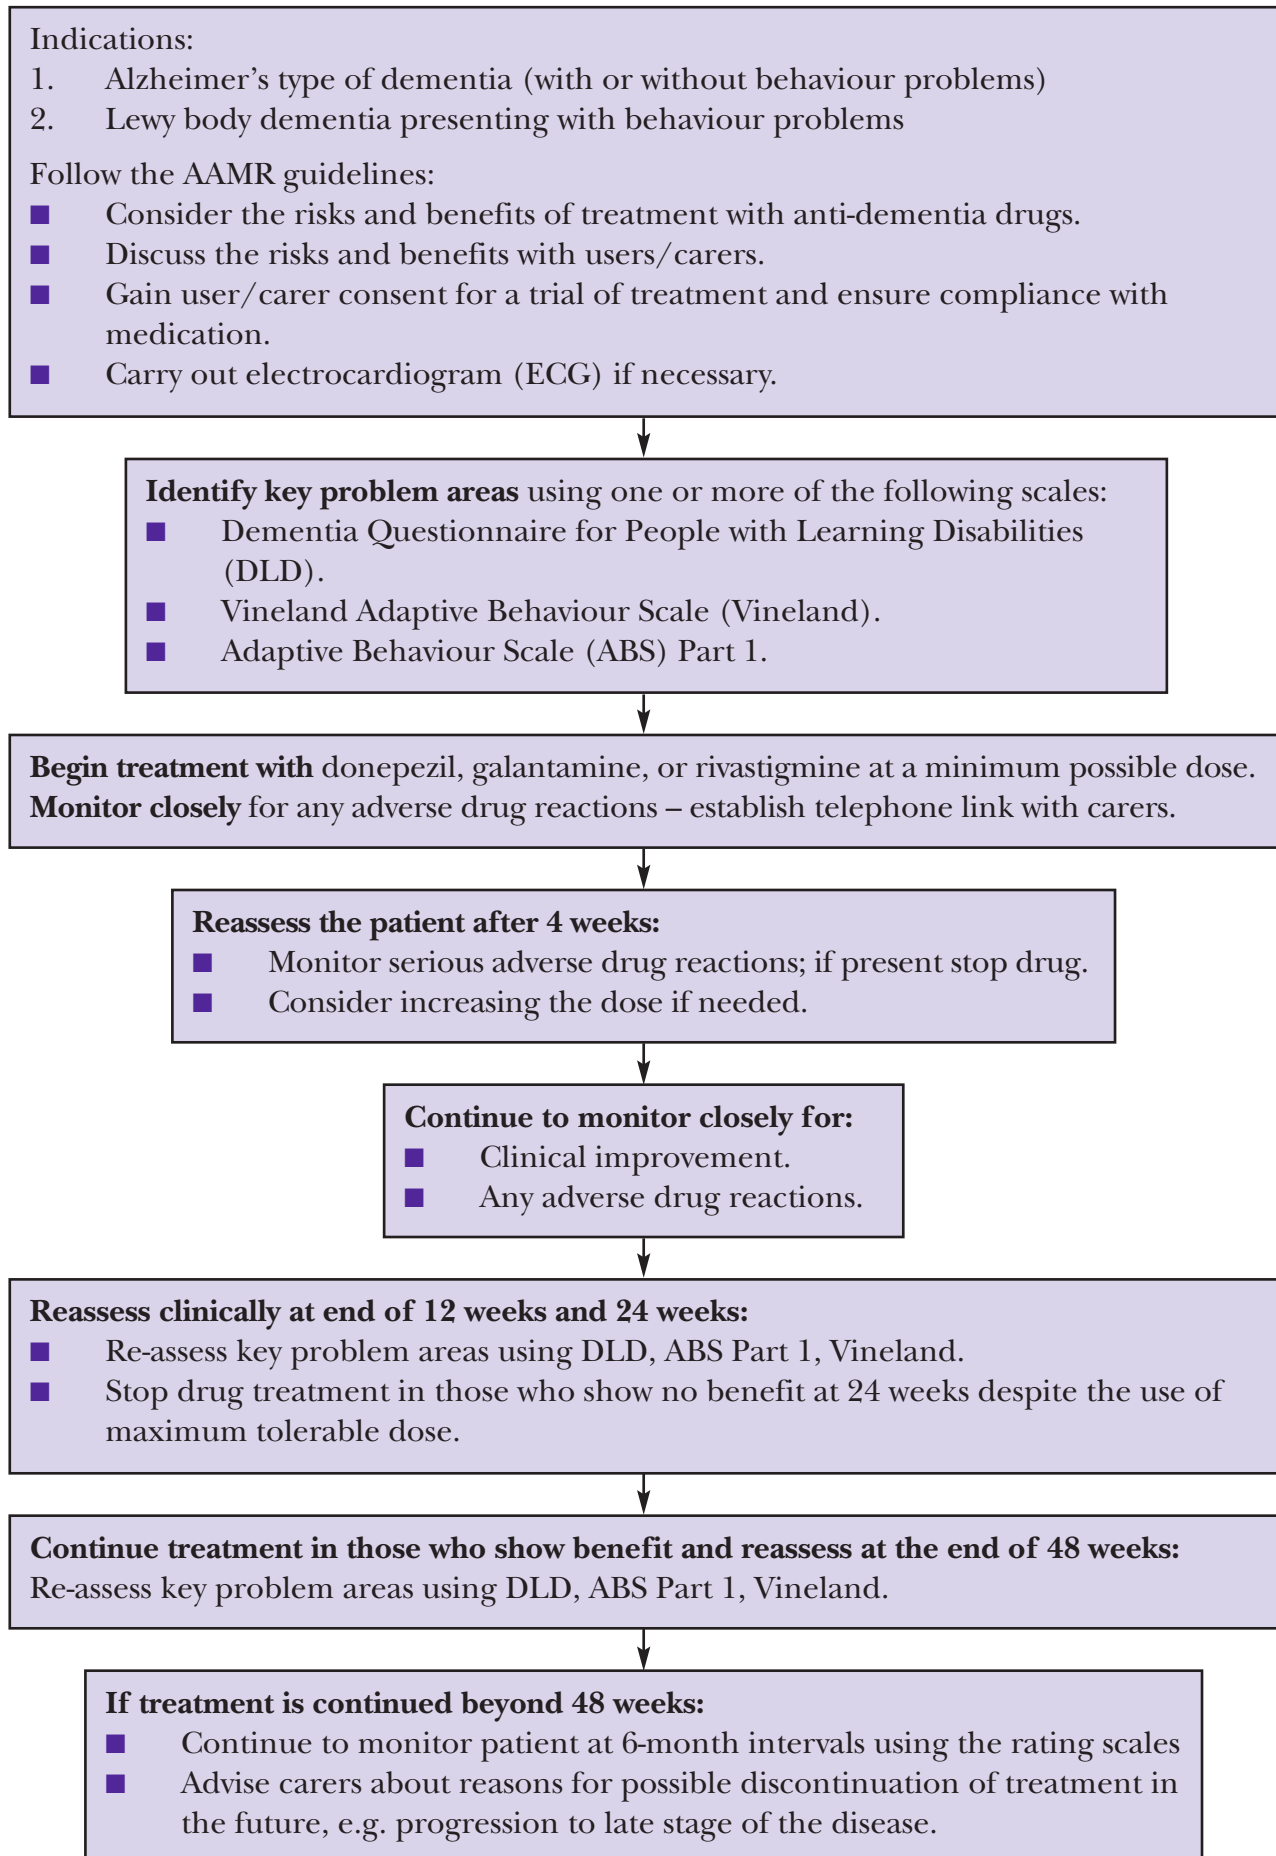 Indications:
1. Alzheimer’s type of dementia (with or without behaviour problems)
2. Lewy body dementia presenting with behaviour problems
Follow the AAMR guidelines:
■ Consider the risks and benefits of treatment with anti-dementia drugs.
■ Discuss the risks and benefits with users/carers.
■ Gain user/carer consent for a trial of treatment and ensure compliance with
medication.
■ Carry out electrocardiogram (ECG) if necessary.
Identify key problem areas using one or more of the following scales:
■ Dementia Questionnaire for People with Learning Disabilities
(DLD).
■ Vineland Adaptive Behaviour Scale (Vineland).
■ Adaptive Behaviour Scale (ABS) Part 1.
Begin treatment with donepezil, galantamine, or rivastigmine at a minimum possible dose.
Monitor closely for any adverse drug reactions – establish telephone link with carers.
Reassess the patient after 4 weeks:
■ Monitor serious adverse drug reactions; if present stop drug.
■ Consider increasing the dose if needed.
Continue to monitor closely for:
■ Clinical improvement.
■ Any adverse drug reactions.
Reassess clinically at end of 12 weeks and 24 weeks:
■ Re-assess key problem areas using DLD, ABS Part 1, Vineland.
■ Stop drug treatment in those who show no benefit at 24 weeks despite the use of
maximum tolerable dose.
Continue treatment in those who show benefit and reassess at the end of 48 weeks:
Re-assess key problem areas using DLD, ABS Part 1, Vineland.
If treatment is continued beyond 48 weeks:
■ Continue to monitor patient at 6-month intervals using the rating scales
■ Advise carers about reasons for possible discontinuation of treatment in
the future, e.g. progression to late stage of the disease.